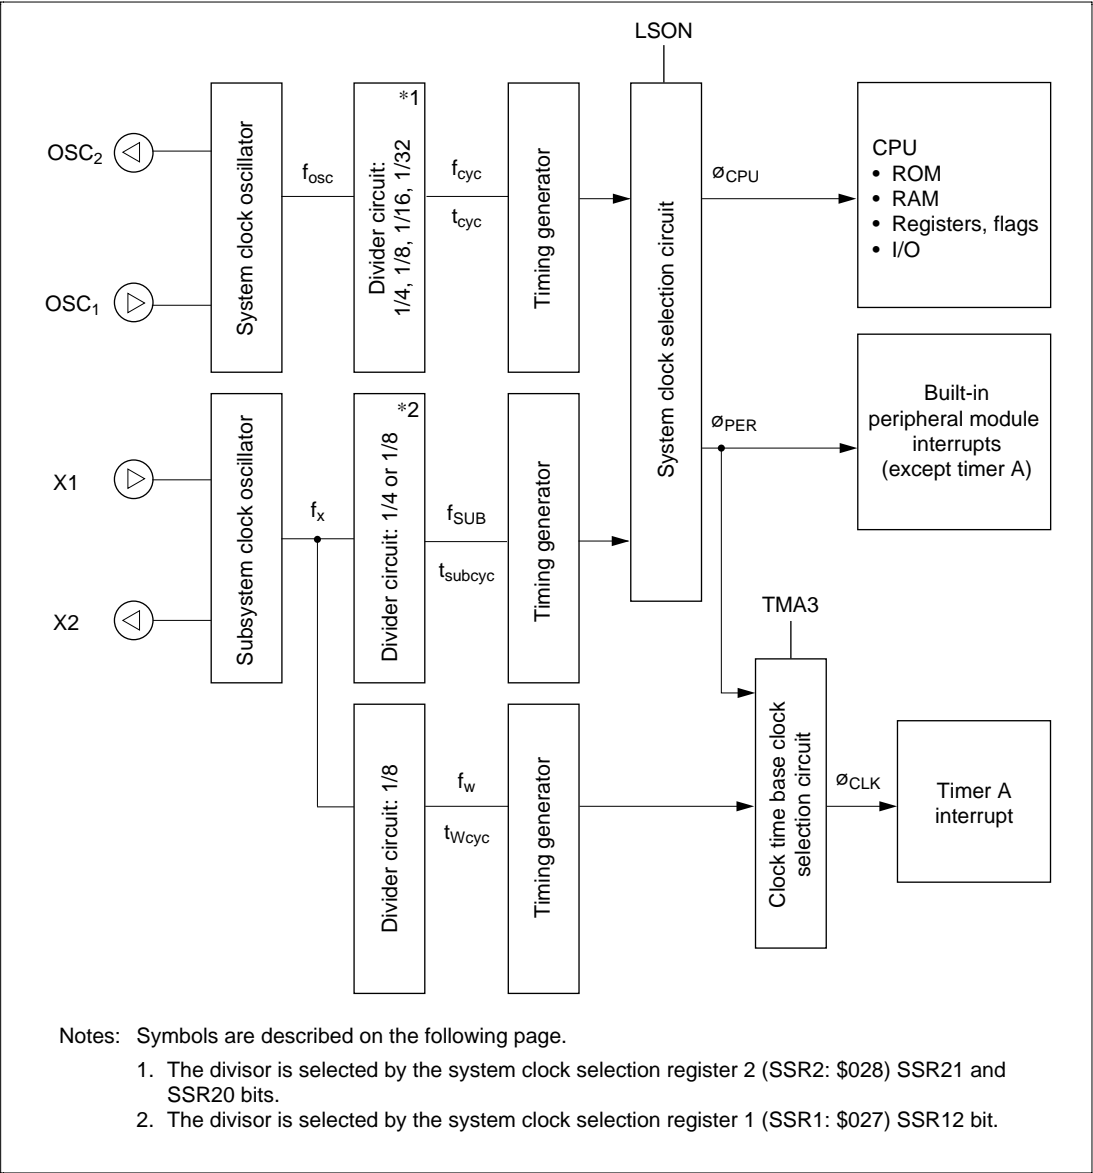 LSON
OSC2
OSC1
System clock oscillator
fosc
*1
Divider circuit:
1/4, 1/8, 1/16, 1/32
fcyc
tcyc
Timing generator
System clock selection circuit
øCPU
CPU
• ROM
• RAM
• Registers, flags
• I/O
øPER
Built-in
peripheral module
interrupts
(except timer A)
X1
X2
Subsystem clock oscillator
fx
*2
Divider circuit: 1/4 or 1/8
fSUB
tsubcyc
Timing generator
TMA3
Divider circuit: 1/8
fw
tWcyc
Timing generator
Clock time base clock
selection circuit
øCLK
Timer A
interrupt
Notes: Symbols are described on the following page.
1. The divisor is selected by the system clock selection register 2 (SSR2: $028) SSR21 and
SSR20 bits.
2. The divisor is selected by the system clock selection register 1 (SSR1: $027) SSR12 bit.